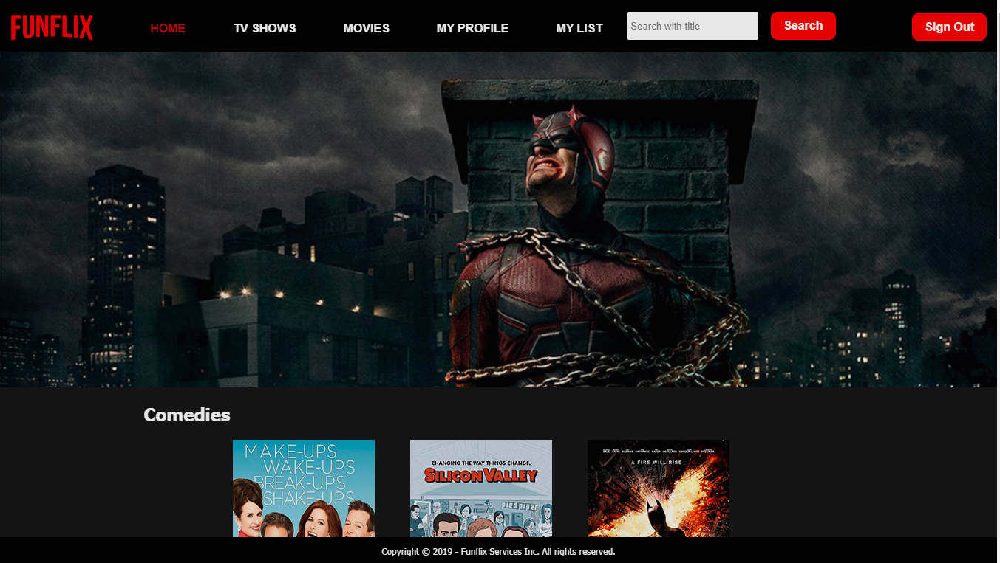 FUNFLIX
HOME
TV SHOWS
MOVIES
MY PROFILE
MY LIST
Search with title
Search
Sign Out
Comedies
MAKE-UPS
WAKE-UPS
BREAK-UPS
SHAKE-UPS
CHANGING THE WAY THINGS CHANGE.
SILICON VALLEY
pied piper
A FIRE WILL RISE
Copyright © 2019 - Funflix Services Inc. All rights reserved.